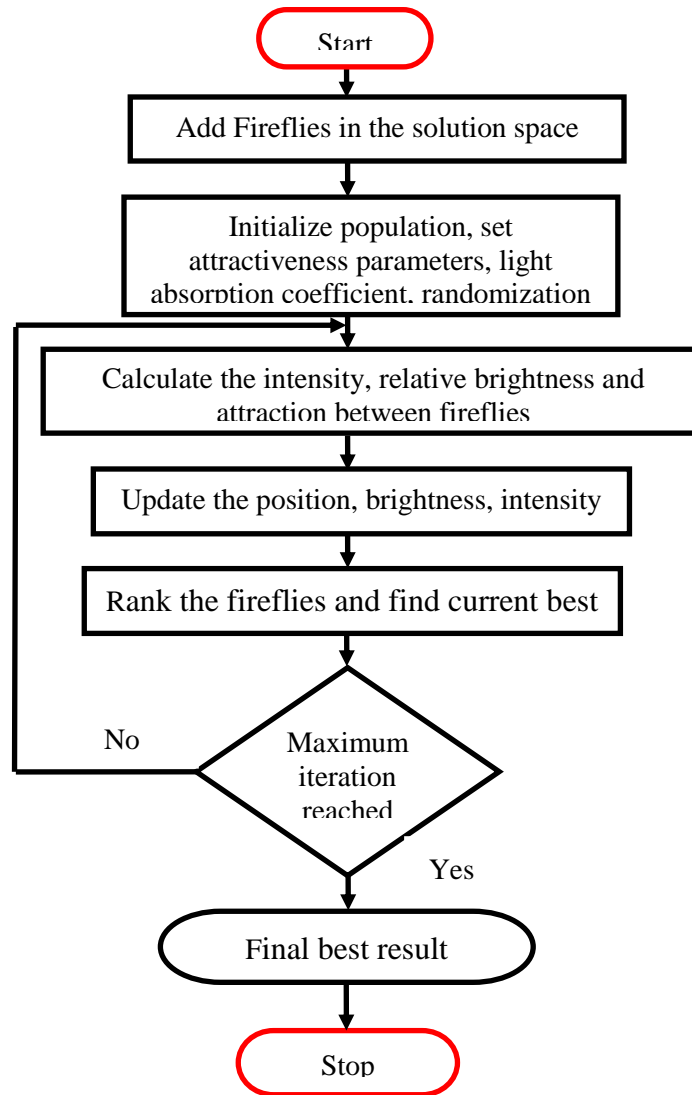 Start
Add Fireflies in the solution space
Initialize population, set
attractiveness parameters, light
absorption coefficient, randomization
Calculate the intensity, relative brightness and
attraction between fireflies
Update the position, brightness, intensity
Rank the fireflies and find current best
No
Maximum
iteration
reached
Yes
Final best result
Stop